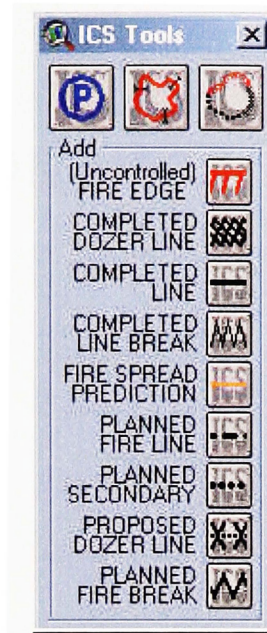 ICS Tools
P
Add
(Uncontrolled)
FIRE EDGE
COMPLETED
DOZER LINE
COMPLETED
LINE
COMPLETED
LINE BREAK
FIRE SPREAD
PREDICTION
PLANNED
FIRE LINE
PLANNED
SECONDARY
PROPOSED
DOZER LINE
PLANNED
FIRE BREAK